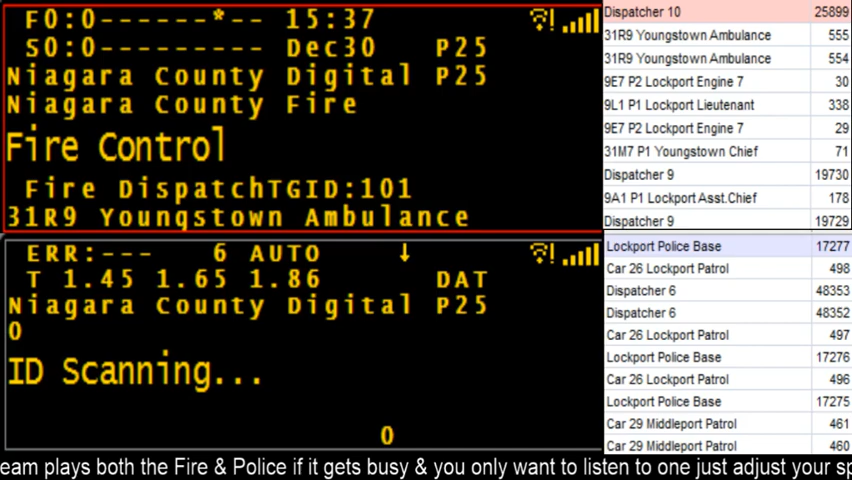 F0:0------*-- 15:37
S0:0--------- Dec30 P25
Niagara County Digital P25
Niagara County Fire
Fire Control
Fire DispatchTGID:101
31R9 Youngstown Ambulance
Dispatcher 10 25899
31R9 Youngstown Ambulance 555
31R9 Youngstown Ambulance 554
9E7 P2 Lockport Engine 7 30
9L1 P1 Lockport Lieutenant 338
9E7 P2 Lockport Engine 7 29
31M7 P1 Youngstown Chief 71
Dispatcher 9 19730
9A1 P1 Lockport Asst.Chief 178
Dispatcher 9 19729
ERR:--- 6 AUTO ↓
T 1.45 1.65 1.86 DAT
Niagara County Digital P25
0
ID Scanning...
0
Lockport Police Base 17277
Car 26 Lockport Patrol 498
Dispatcher 6 48353
Dispatcher 6 48352
Car 26 Lockport Patrol 497
Lockport Police Base 17276
Car 26 Lockport Patrol 496
Lockport Police Base 17275
Car 29 Middleport Patrol 461
Car 29 Middleport Patrol 460
eam plays both the Fire & Police if it gets busy & you only want to listen to one just adjust your sp